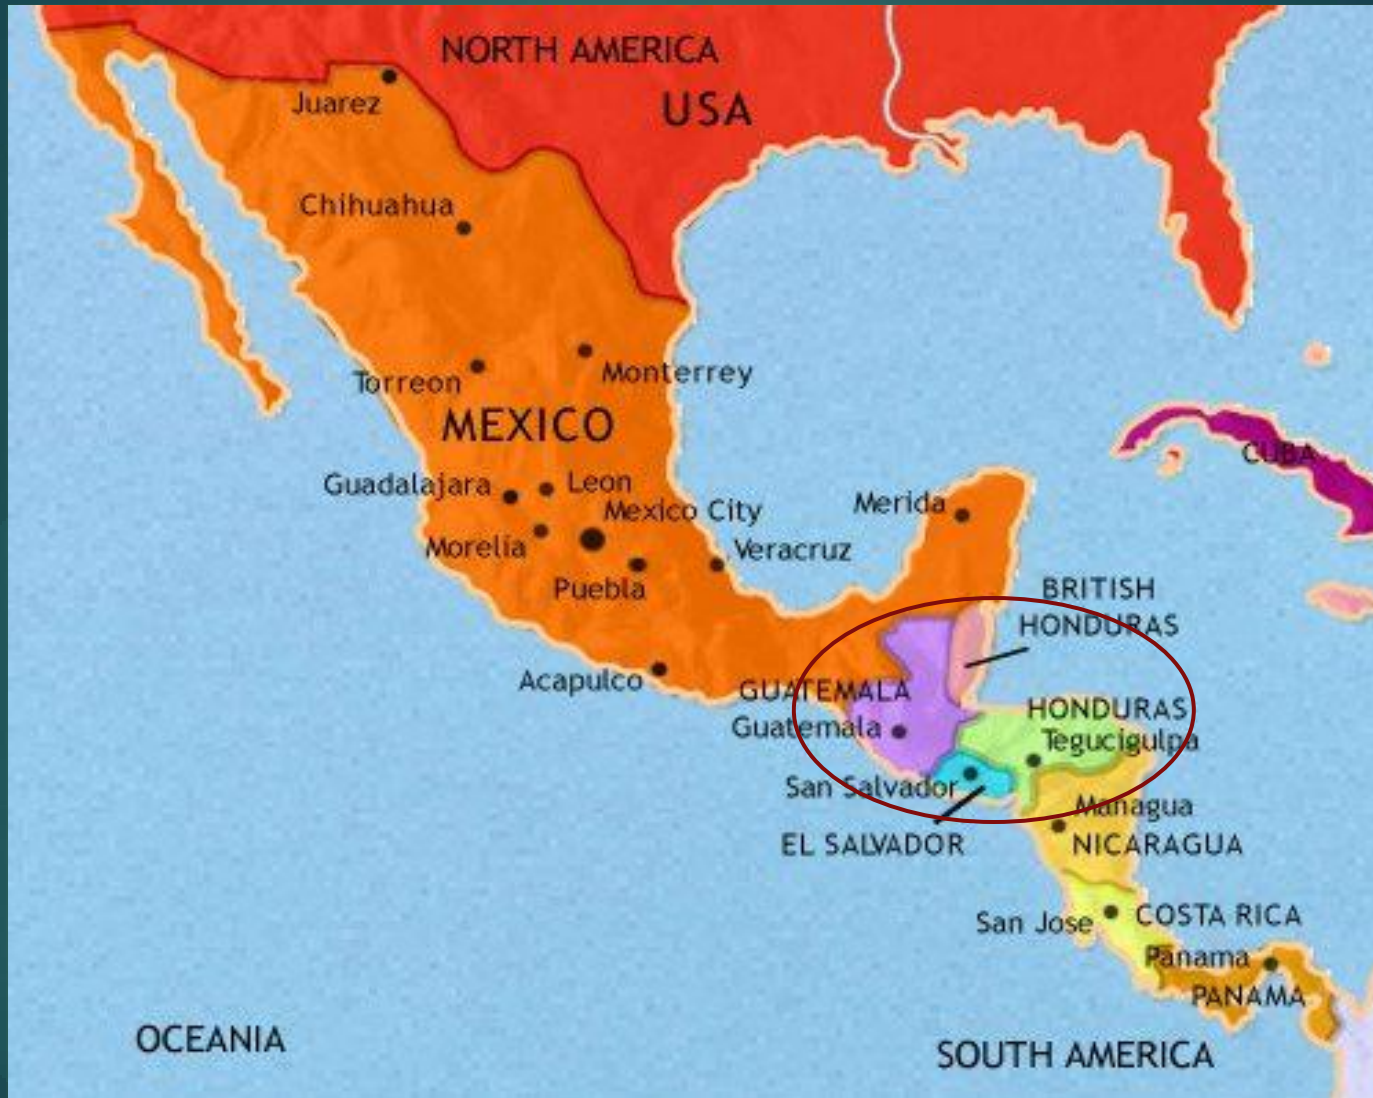 NORTH AMERICA
USA
Juarez
Chihuahua
Torreon
Monterrey
MEXICO
CUBA
Guadalajara
Leon
Mexico City
Merida
Morelia
Veracruz
Puebla
BRITISH
HONDURAS
Acapulco
GUATEMALA
HONDURAS
Guatemala
Tegucigulpa
San Salvador
Managua
EL SALVADOR
NICARAGUA
San Jose
COSTA RICA
Panama
PANAMA
OCEANIA
SOUTH AMERICA